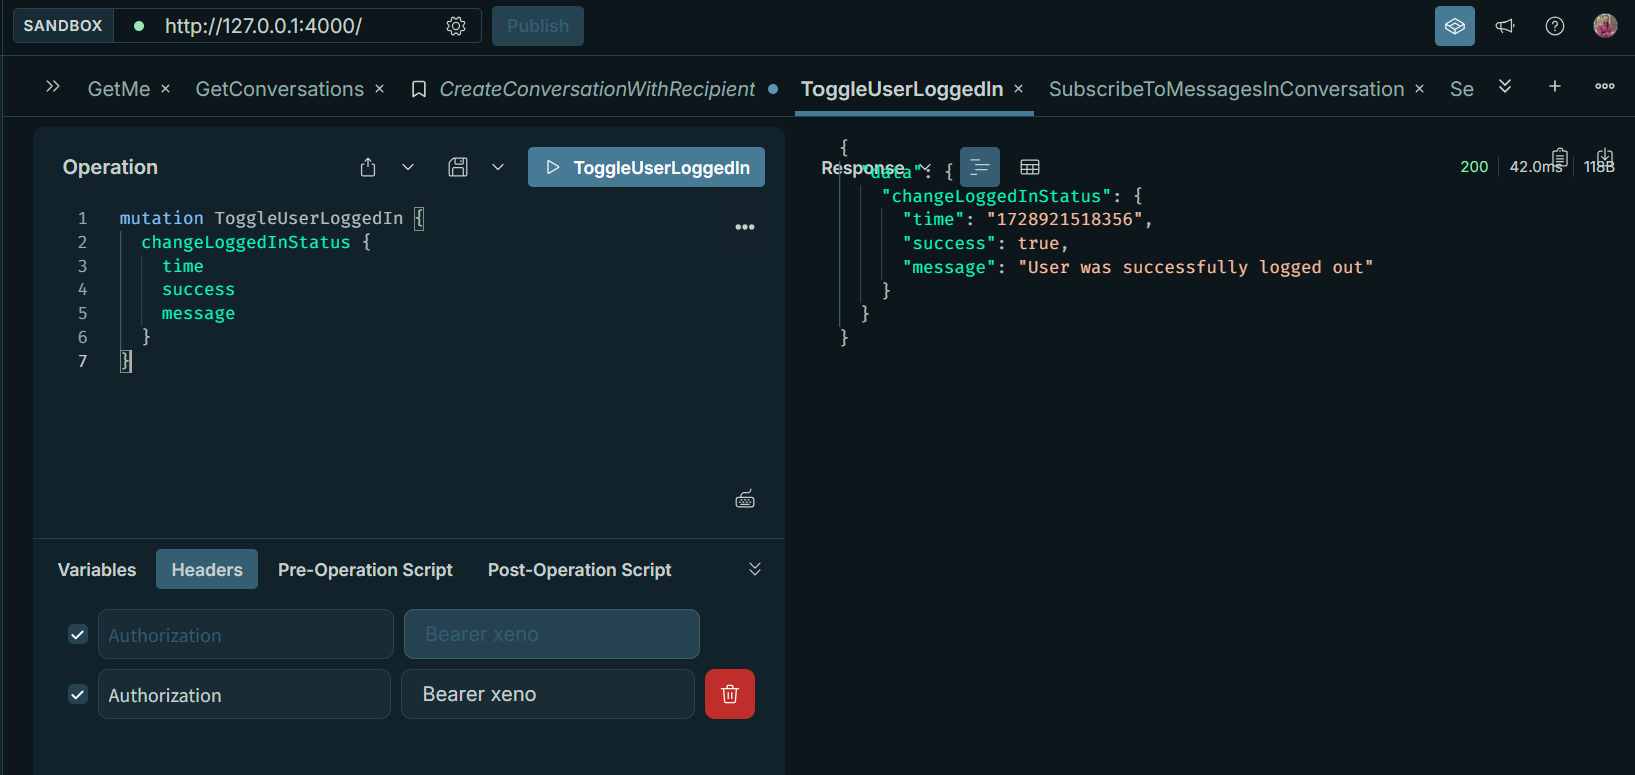 SANDBOX http://127.0.0.1:4000/ Publish
GetMe × GetConversations × CreateConversationWithRecipient ToggleUserLoggedIn × SubscribeToMessagesInConversation × Se
Operation ToggleUserLoggedIn
1 mutation ToggleUserLoggedIn {
2 changeLoggedInStatus {
3 time
4 success
5 message
6 }
7 }
Variables Headers Pre-Operation Script Post-Operation Script
Authorization Bearer xeno
Authorization Bearer xeno
Response 200 42.0ms 118B
{
"data": {
"changeLoggedInStatus": {
"time": "1728921518356",
"success": true,
"message": "User was successfully logged out"
}
}
}